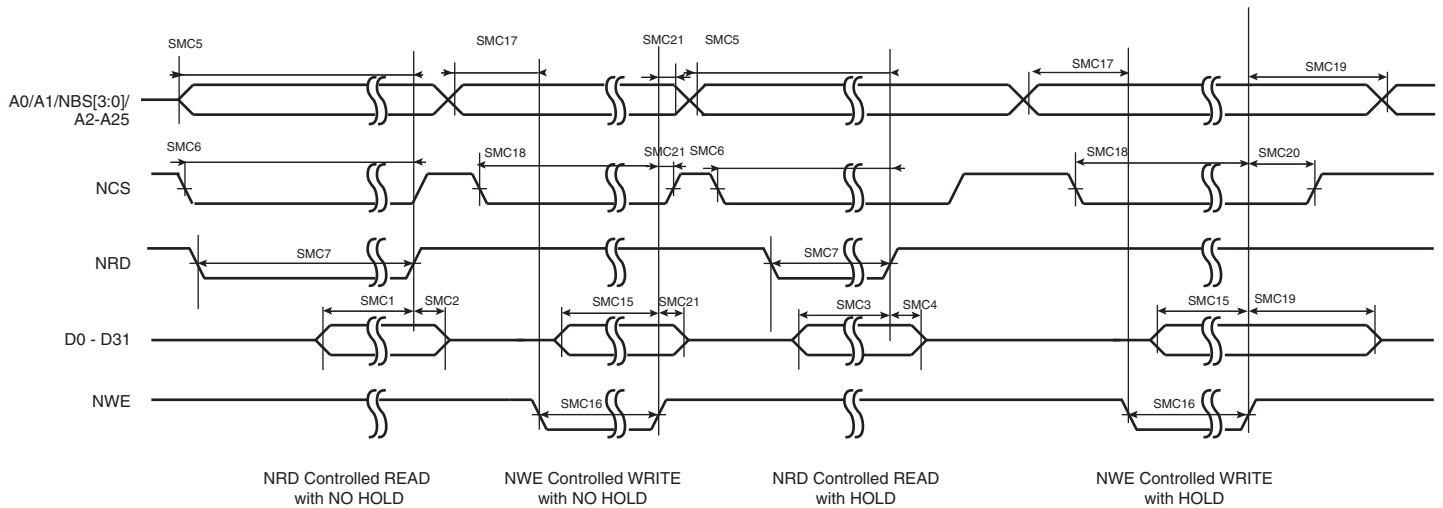 SMC5
SMC17
SMC21
SMC5
SMC17
SMC19
A0/A1/NBS[3:0]/
A2-A25
SMC6
SMC18
SMC21
SMC6
SMC18
SMC20
NCS
NRD
SMC7
SMC7
SMC1
SMC2
SMC15
SMC21
SMC3
SMC4
SMC15
SMC19
D0 - D31
NWE
SMC16
SMC16
NRD Controlled READ
with NO HOLD
NWE Controlled WRITE
with NO HOLD
NRD Controlled READ
with HOLD
NWE Controlled WRITE
with HOLD